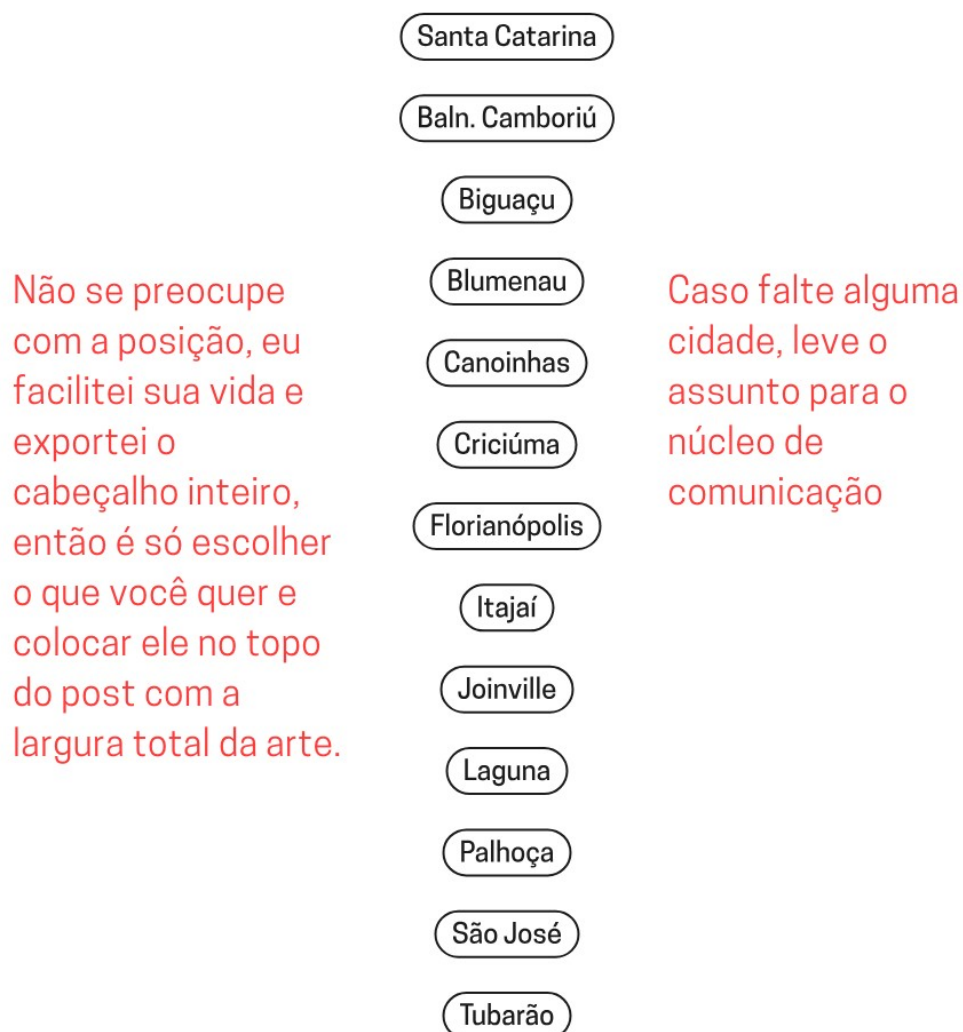 Santa Catarina
Baln. Camboriú
Biguaçu
Blumenau
Canoinhas
Criciúma
Florianópolis
Itajaí
Joinville
Laguna
Palhoça
São José
Tubarão
Não se preocupe
com a posição, eu
facilitei sua vida e
exportei o
cabeçalho inteiro,
então é só escolher
o que você quer e
colocar ele no topo
do post com a
largura total da arte.
Caso falte alguma
cidade, leve o
assunto para o
núcleo de
comunicação